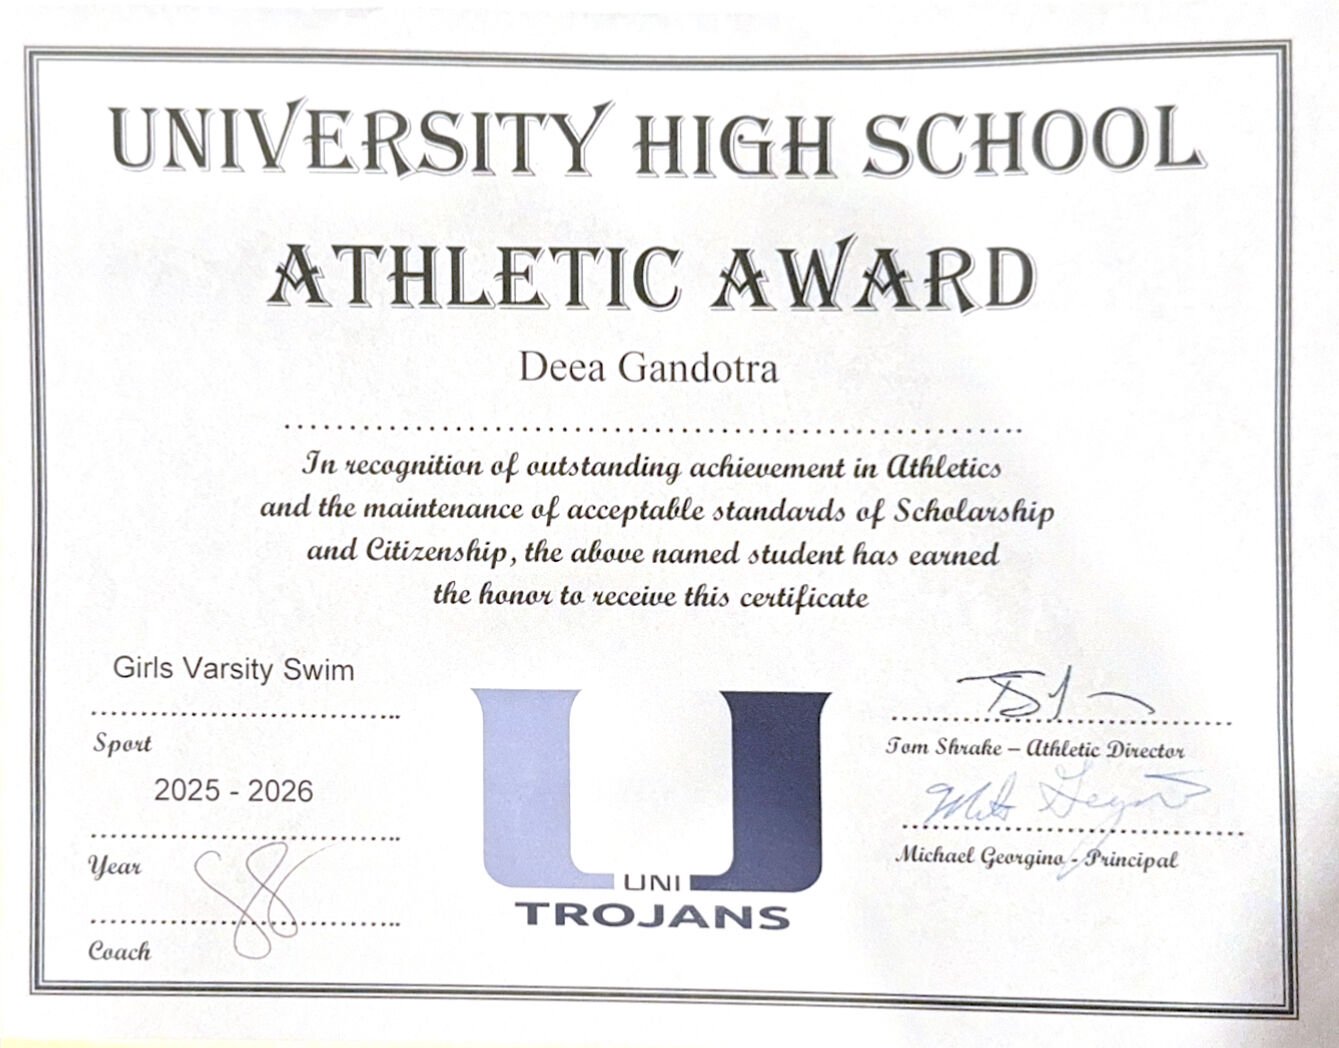 UNIVERSITY HIGH SCHOOL
ATHLETIC AWARD
Deea Gandotra
In recognition of outstanding achievement in Athletics
and the maintenance of acceptable standards of Scholarship
and Citizenship, the above named student has earned
the honor to receive this certificate
Girls Varsity Swim
Sport
2025 - 2026
Year
Coach
UNI
TROJANS
Tom Shrake – Athletic Director
Michael Georgino - Principal